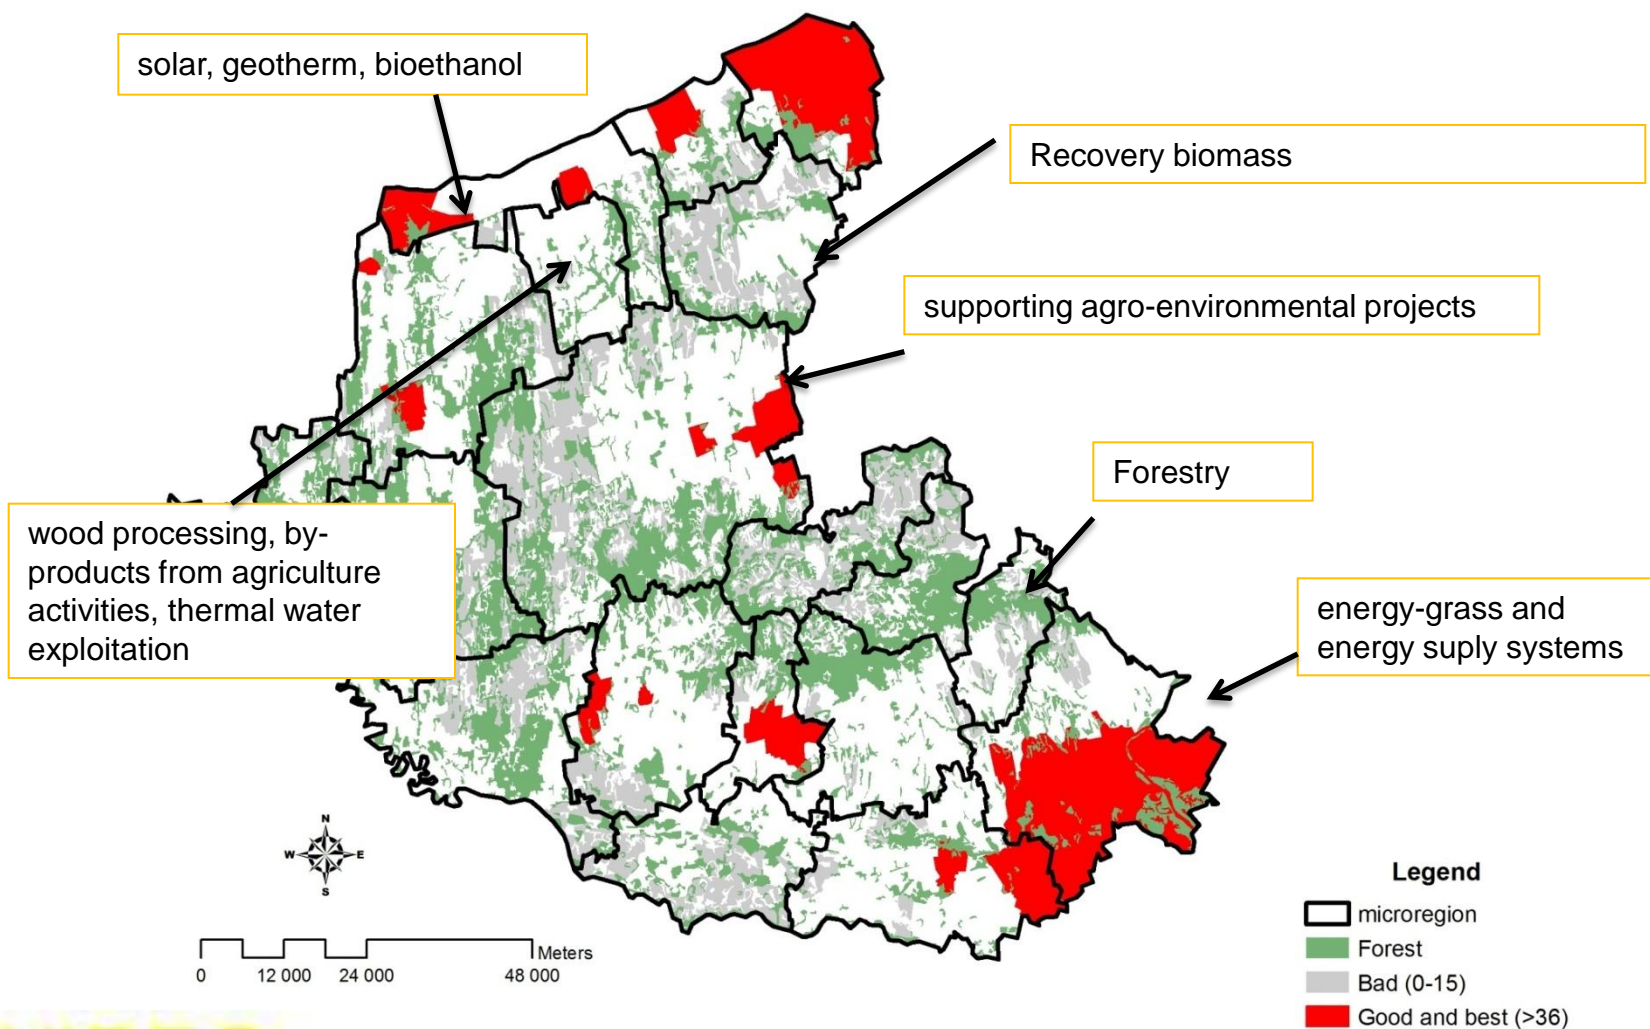 solar, geotherm, bioethanol
Recovery biomass
supporting agro-environmental projects
Forestry
wood processing, by-
products from agriculture
activities, thermal water
exploitation
energy-grass and
energy suply systems
N
W E
S
Meters
0 12 000 24 000 48 000
Legend
microregion
Forest
Bad (0-15)
Good and best (>36)